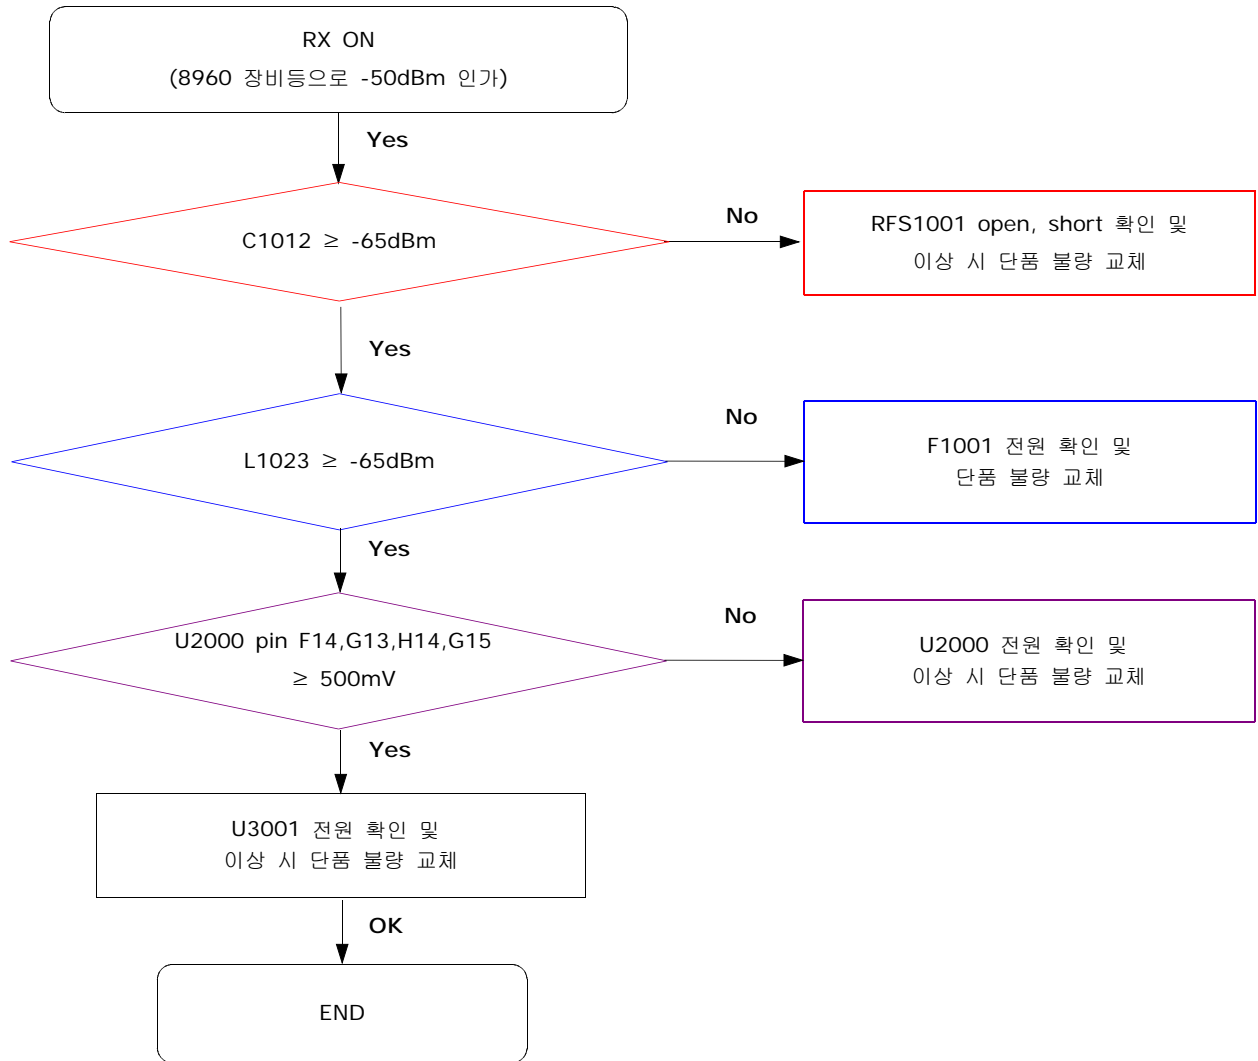 RX ON
(8960 장비등으로 -50dBm 인가)
Yes
C1012 ≥ -65dBm
No
RFS1001 open, short 확인 및
이상 시 단품 불량 교체
Yes
L1023 ≥ -65dBm
No
F1001 전원 확인 및
단품 불량 교체
Yes
U2000 pin F14,G13,H14,G15
≥ 500mV
No
U2000 전원 확인 및
이상 시 단품 불량 교체
Yes
U3001 전원 확인 및
이상 시 단품 불량 교체
OK
END